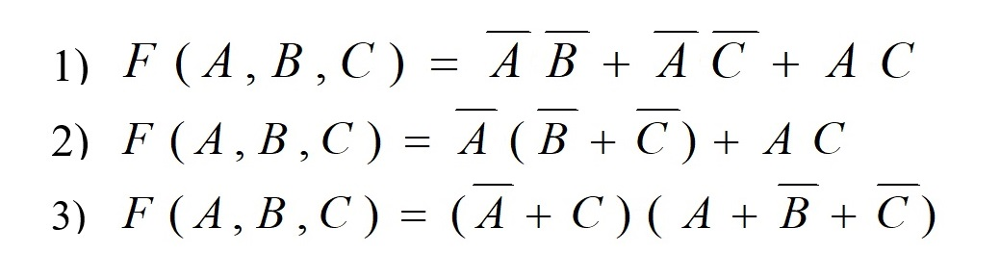 1) F ( A , B , C ) = A̅ B̅ + A̅ C̅ + A C
2) F ( A , B , C ) = A̅ ( B̅ + C̅ ) + A C
3) F ( A , B , C ) = ( A̅ + C ) ( A + B̅ + C̅ )